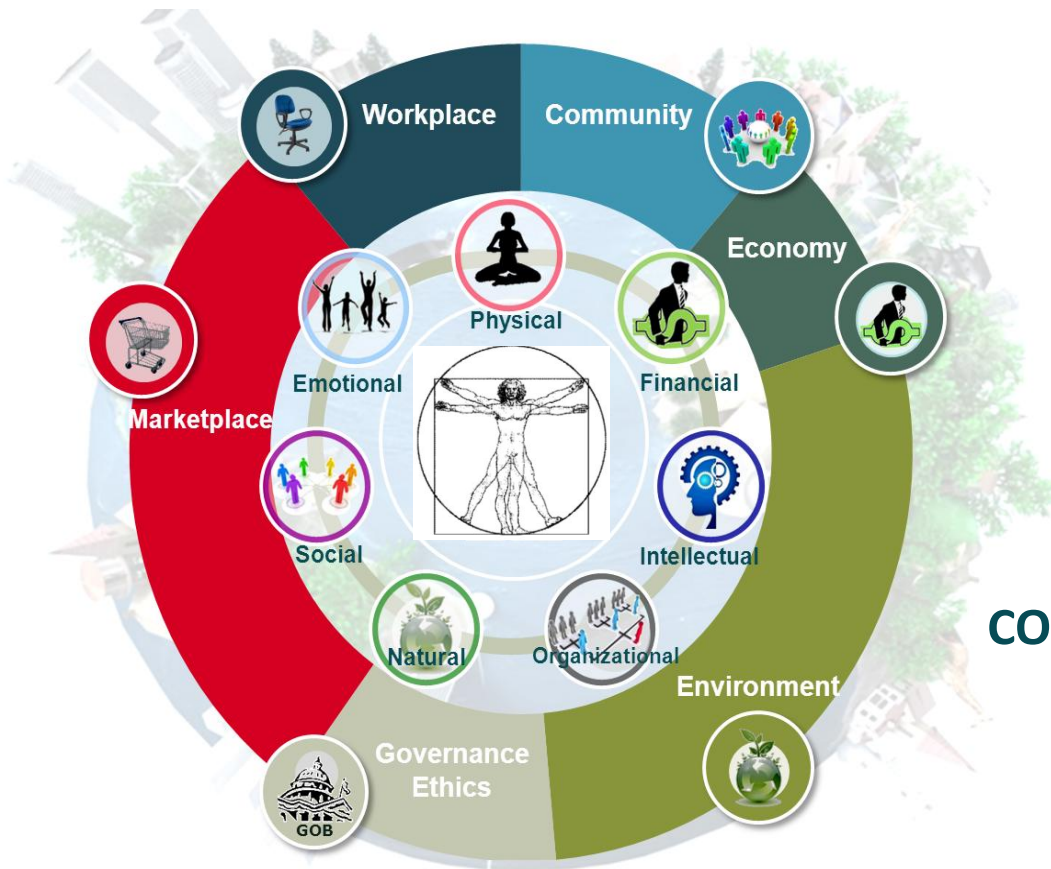 Workplace
Community
Economy
Physical
Emotional
Financial
Marketplace
Social
Intellectual
Natural
Organizational
Environment
CO
Governance
Ethics
GOB